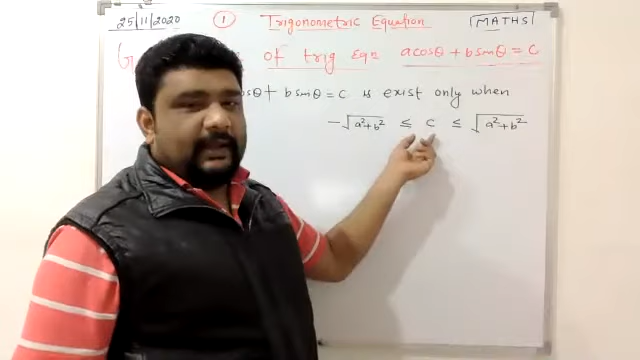 25/11/2020 ① Trigonometric Equation MATHS
of trig Eqn acosθ + bsinθ = C
cosθ + bsinθ = c is exist only when
-√a²+b² ≤ c ≤ √a²+b²